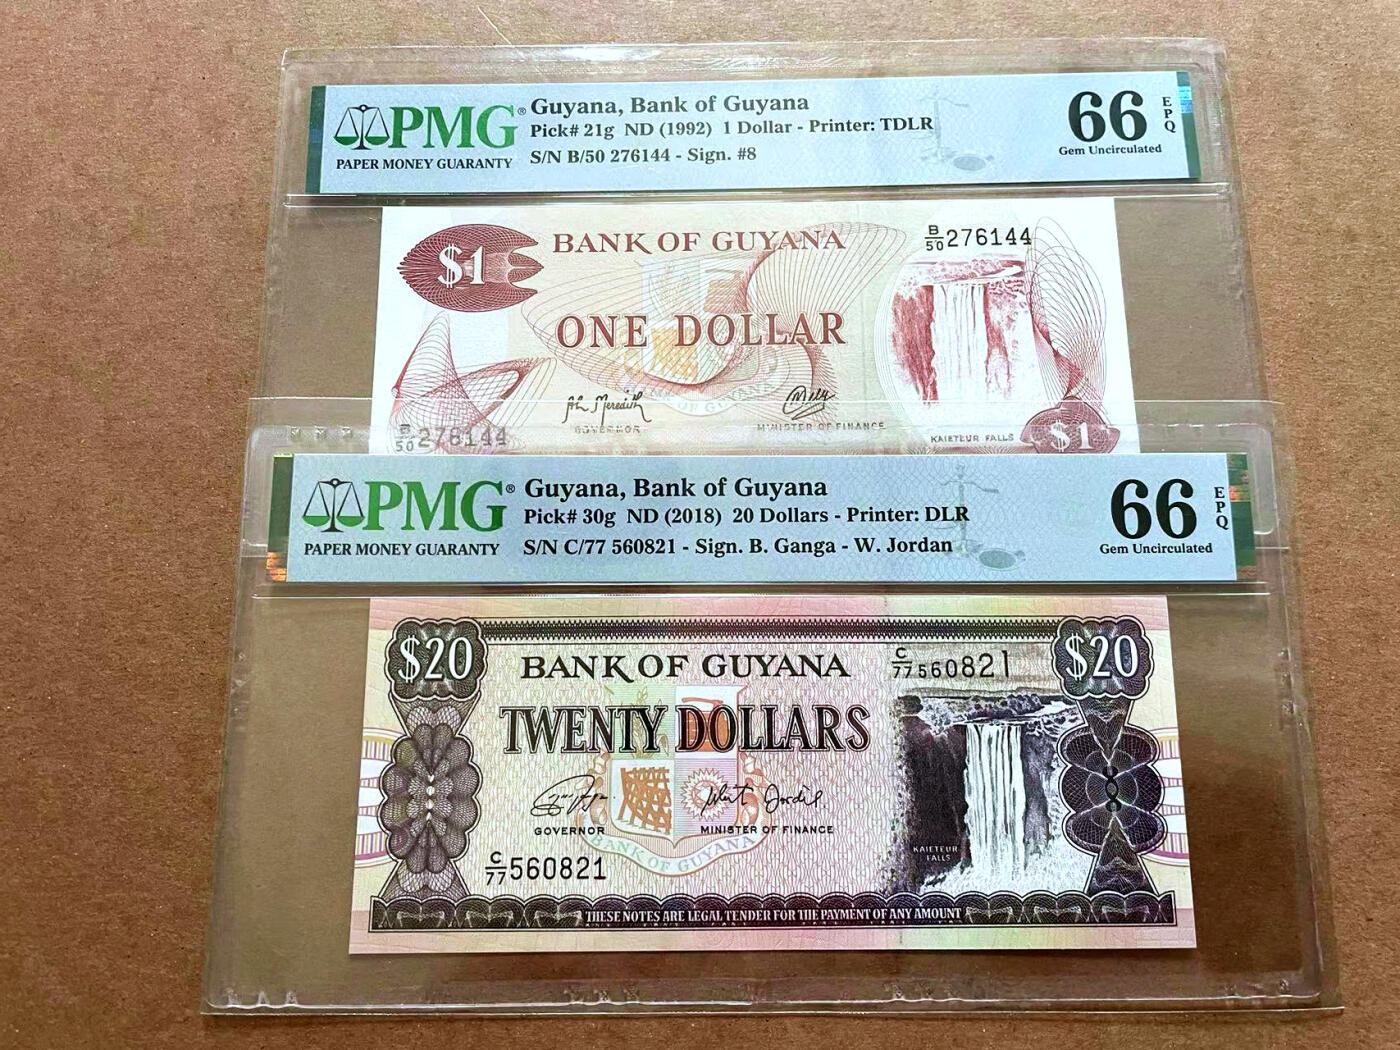 PMG®
PAPER MONEY GUARANTY
Guyana, Bank of Guyana
Pick# 21g ND (1992) 1 Dollar - Printer: TDLR
S/N B/50 276144 - Sign. #8
66
EPQ
Gem Uncirculated
$1
BANK OF GUYANA
B/50 276144
ONE DOLLAR
BANK OF GUYANA
GOVERNOR
MINISTER OF FINANCE
B/50 276144
KAIETEUR FALLS
$1
PMG®
PAPER MONEY GUARANTY
Guyana, Bank of Guyana
Pick# 30g ND (2018) 20 Dollars - Printer: DLR
S/N C/77 560821 - Sign. B. Ganga - W. Jordan
66
EPQ
Gem Uncirculated
$20
BANK OF GUYANA
C/77 560821
$20
TWENTY DOLLARS
GOVERNOR
MINISTER OF FINANCE
BANK OF GUYANA
KAIETEUR
FALLS
C/77 560821
THESE NOTES ARE LEGAL TENDER FOR THE PAYMENT OF ANY AMOUNT